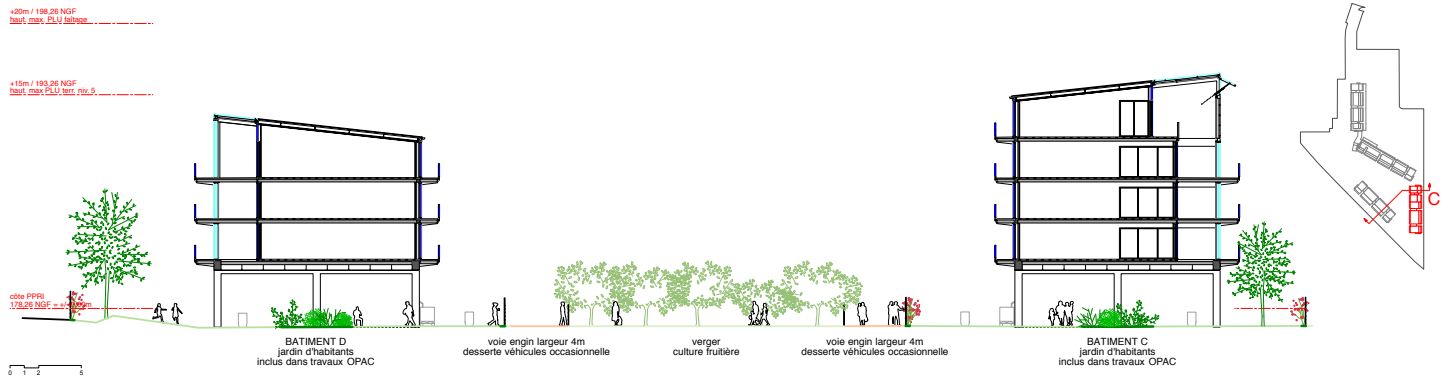 +20m / 198,26 NGF
haut. max. PLU faîtage
+15m / 193,26 NGF
haut. max PLU terr. niv. 5
C
côte PPRI
178,26 NGF = +/-
BATIMENT D
jardin d'habitants
inclus dans travaux OPAC
voie engin largeur 4m
desserte véhicules occasionnelle
verger
culture fruitière
voie engin largeur 4m
desserte véhicules occasionnelle
BATIMENT C
jardin d'habitants
inclus dans travaux OPAC
0 1 2 5